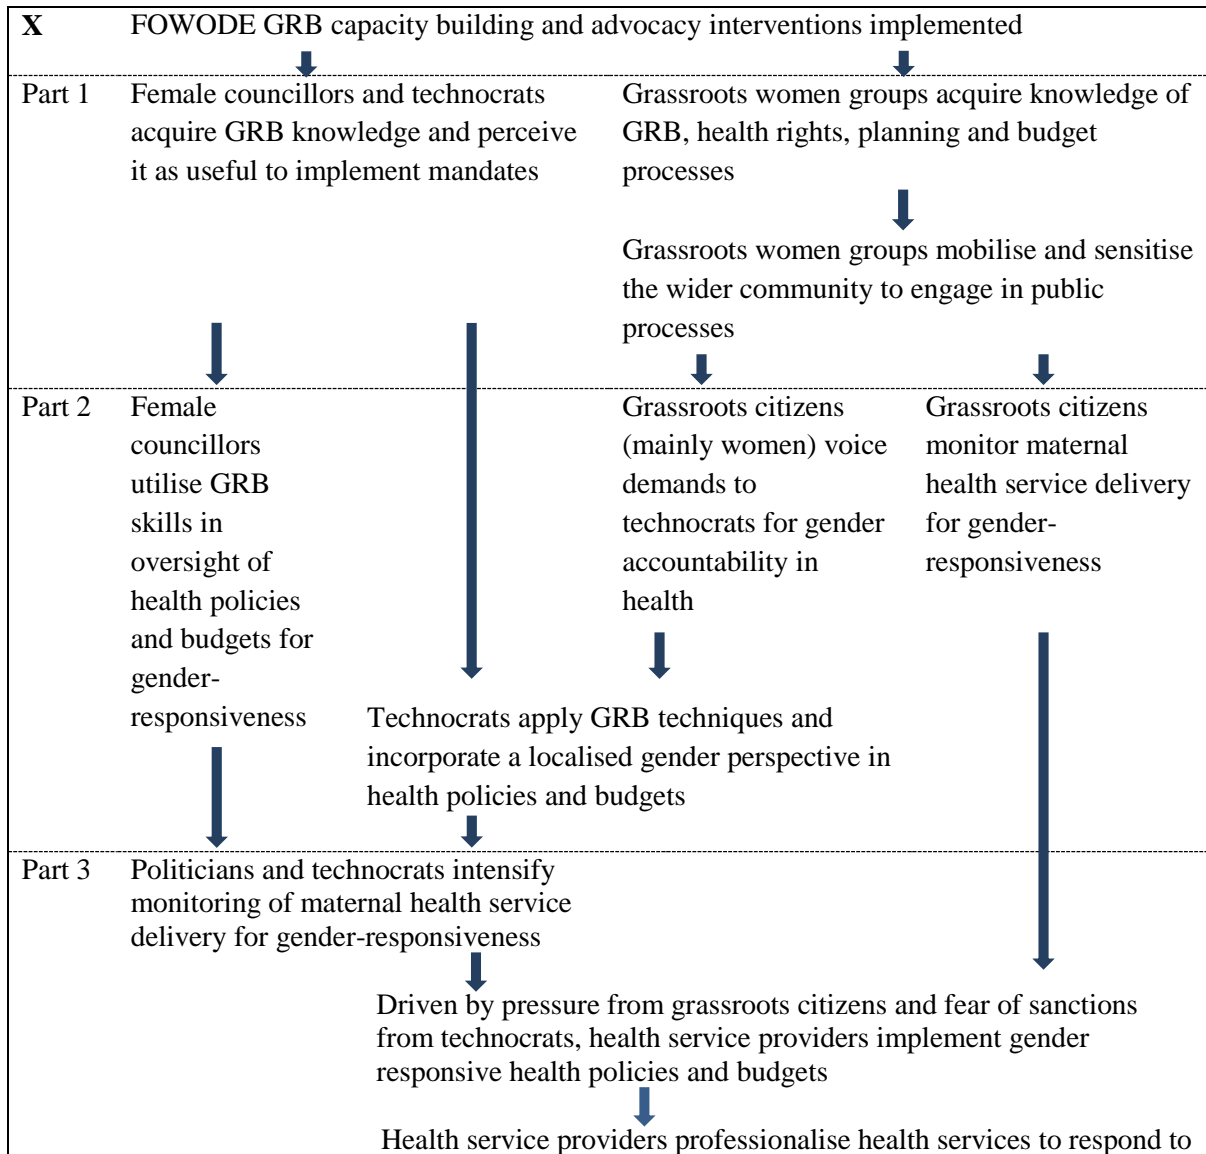 X FOWODE GRB capacity building and advocacy interventions implemented
Part 1
Female councillors and technocrats
acquire GRB knowledge and perceive
it as useful to implement mandates
Grassroots women groups acquire knowledge of
GRB, health rights, planning and budget
processes
Grassroots women groups mobilise and sensitise
the wider community to engage in public
processes
Part 2
Female
councillors
utilise GRB
skills in
oversight of
health policies
and budgets for
gender-
responsiveness
Grassroots citizens
(mainly women) voice
demands to
technocrats for gender
accountability in
health
Grassroots citizens
monitor maternal
health service delivery
for gender-
responsiveness
Technocrats apply GRB techniques and
incorporate a localised gender perspective in
health policies and budgets
Part 3
Politicians and technocrats intensify
monitoring of maternal health service
delivery for gender-responsiveness
Driven by pressure from grassroots citizens and fear of sanctions
from technocrats, health service providers implement gender
responsive health policies and budgets
Health service providers professionalise health services to respond to